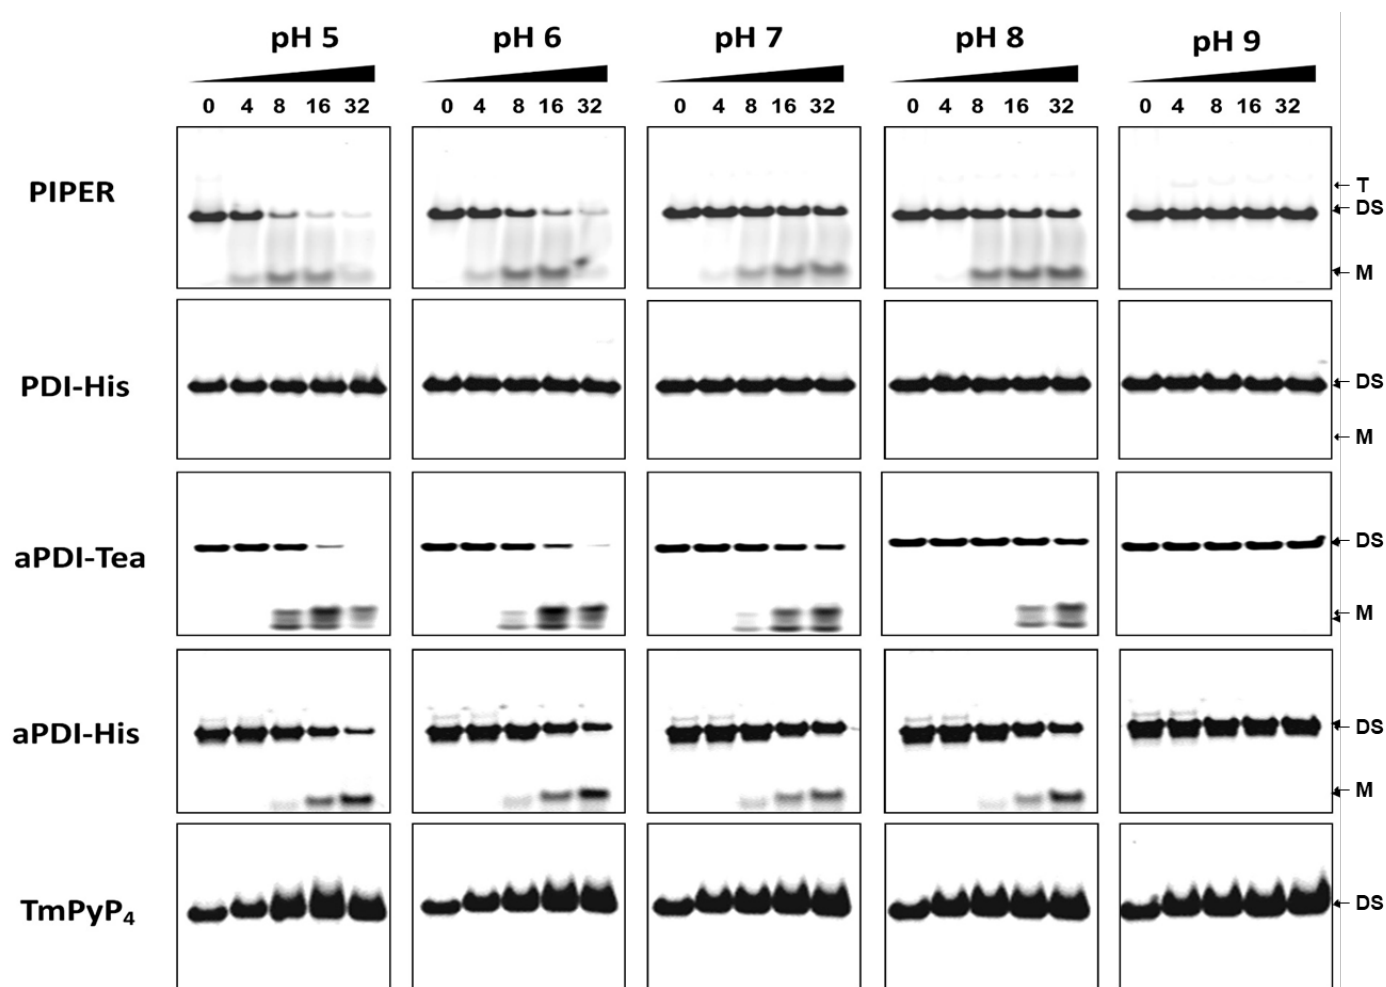 pH 5 pH 6 pH 7 pH 8 pH 9
0 4 8 16 32 0 4 8 16 32 0 4 8 16 32 0 4 8 16 32 0 4 8 16 32
PIPER
T
DS
M
PDI-His
DS
M
aPDI-Tea
DS
M
aPDI-His
DS
M
TmPyP₄
DS